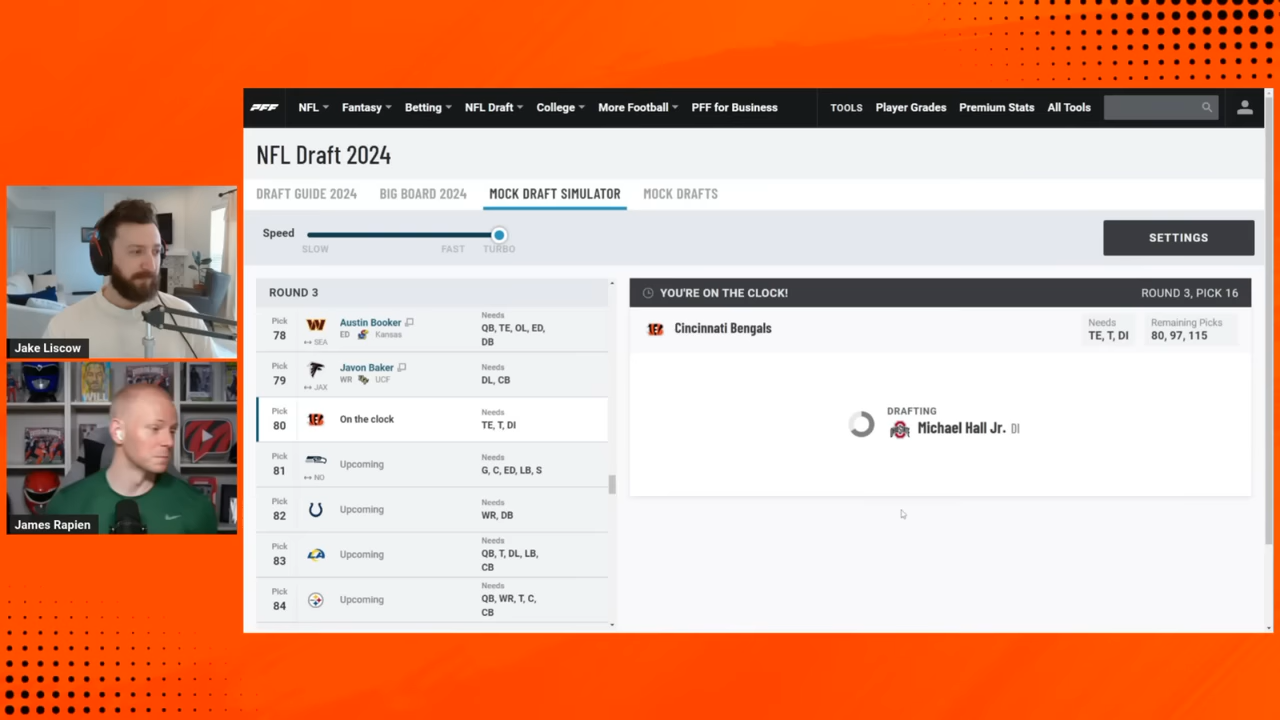 PFF
NFL
Fantasy
Betting
NFL Draft
College
More Football
PFF for Business
TOOLS
Player Grades
Premium Stats
All Tools
NFL Draft 2024
DRAFT GUIDE 2024
BIG BOARD 2024
MOCK DRAFT SIMULATOR
MOCK DRAFTS
Speed
SLOW
FAST
TURBO
SETTINGS
ROUND 3
Pick
78
↔ SEA
Austin Booker
ED
Kansas
Needs
QB, TE, OL, ED,
DB
Pick
79
↔ JAX
Javon Baker
WR
UCF
Needs
DL, CB
Pick
80
On the clock
Needs
TE, T, DI
Pick
81
↔ NO
Upcoming
Needs
G, C, ED, LB, S
Pick
82
Upcoming
Needs
WR, DB
Pick
83
Upcoming
Needs
QB, T, DL, LB,
CB
Pick
84
Upcoming
Needs
QB, WR, T, C,
CB
YOU'RE ON THE CLOCK!
ROUND 3, PICK 16
Cincinnati Bengals
Needs
TE, T, DI
Remaining Picks
80, 97, 115
DRAFTING
Michael Hall Jr. DI
Jake Liscow
WILL
James Rapien